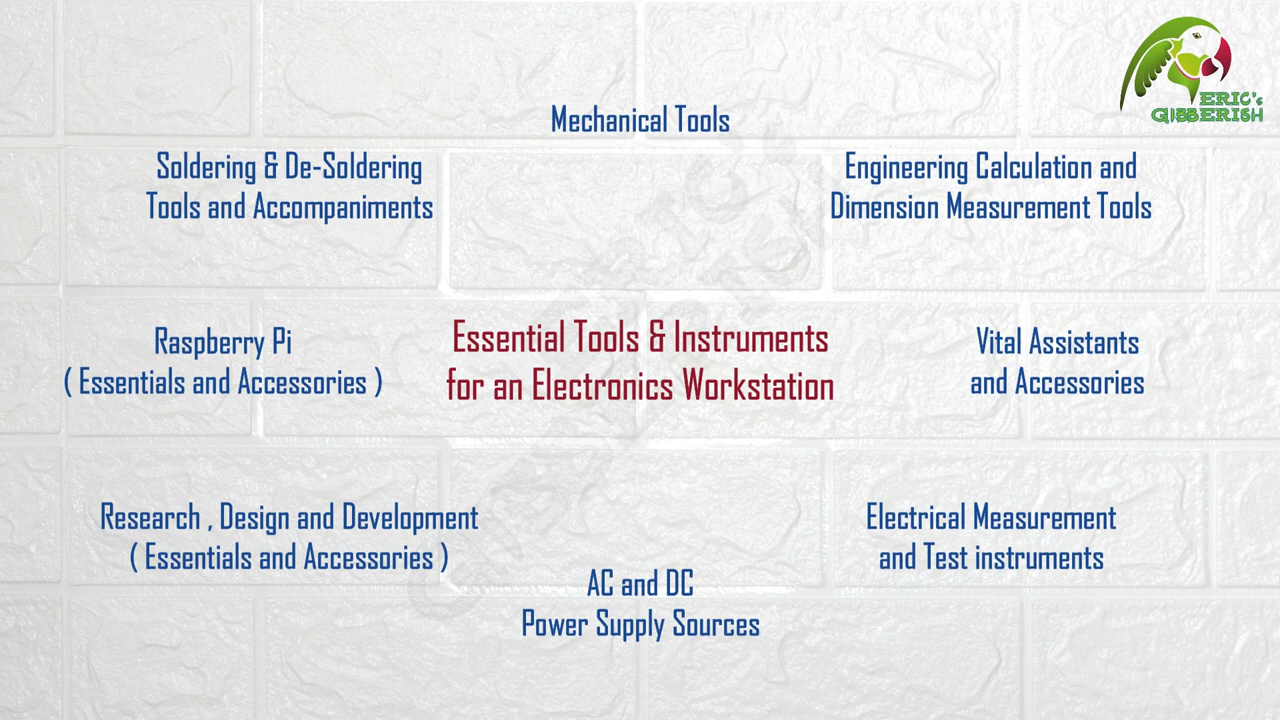 ERIC's
GIBBERISH
Mechanical Tools
Soldering & De-Soldering
Tools and Accompaniments
Engineering Calculation and
Dimension Measurement Tools
Raspberry Pi
( Essentials and Accessories )
Essential Tools & Instruments
for an Electronics Workstation
Vital Assistants
and Accessories
Research , Design and Development
( Essentials and Accessories )
AC and DC
Power Supply Sources
Electrical Measurement
and Test instruments